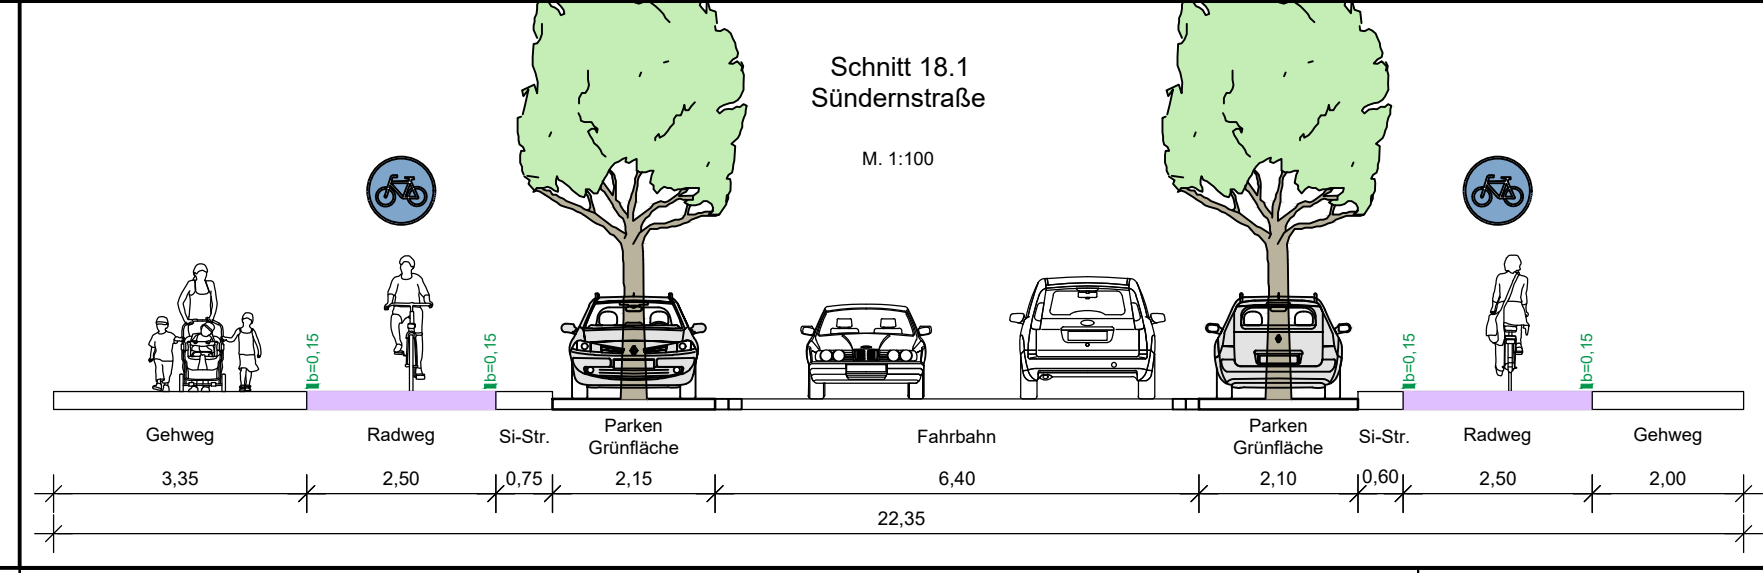 Schnitt 18.1
Sündernstraße
M. 1:100
b=0,15
b=0,15
b=0,15
b=0,15
Gehweg
Radweg
Si-Str.
Parken
Grünfläche
Fahrbahn
Parken
Grünfläche
Si-Str.
Radweg
Gehweg
3,35
2,50
0,75
2,15
6,40
2,10
0,60
2,50
2,00
22,35